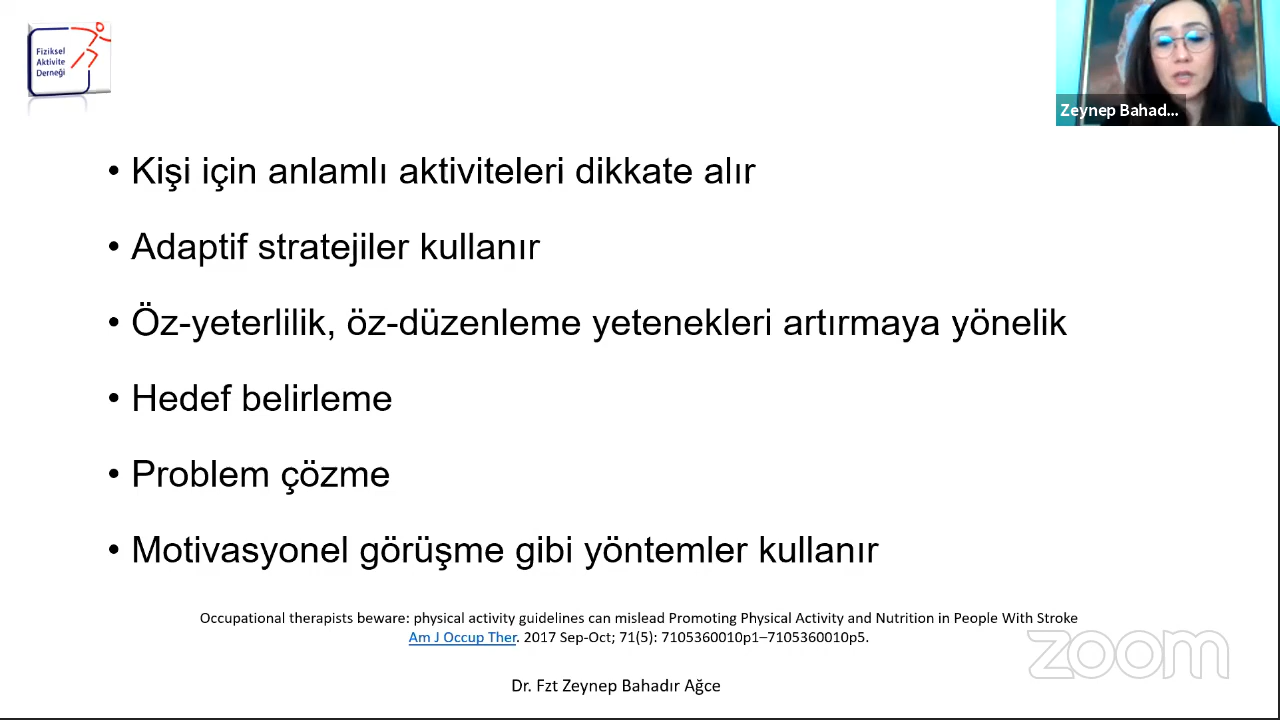 Fiziksel
Aktivite
Derneği
Zeynep Bahad...
• Kişi için anlamlı aktiviteleri dikkate alır
• Adaptif stratejiler kullanır
• Öz-yeterlilik, öz-düzenleme yetenekleri artırmaya yönelik
• Hedef belirleme
• Problem çözme
• Motivasyonel görüşme gibi yöntemler kullanır
Occupational therapists beware: physical activity guidelines can mislead Promoting Physical Activity and Nutrition in People With Stroke
Am J Occup Ther. 2017 Sep-Oct; 71(5): 7105360010p1–7105360010p5.
zoom
Dr. Fzt Zeynep Bahadır Ağce